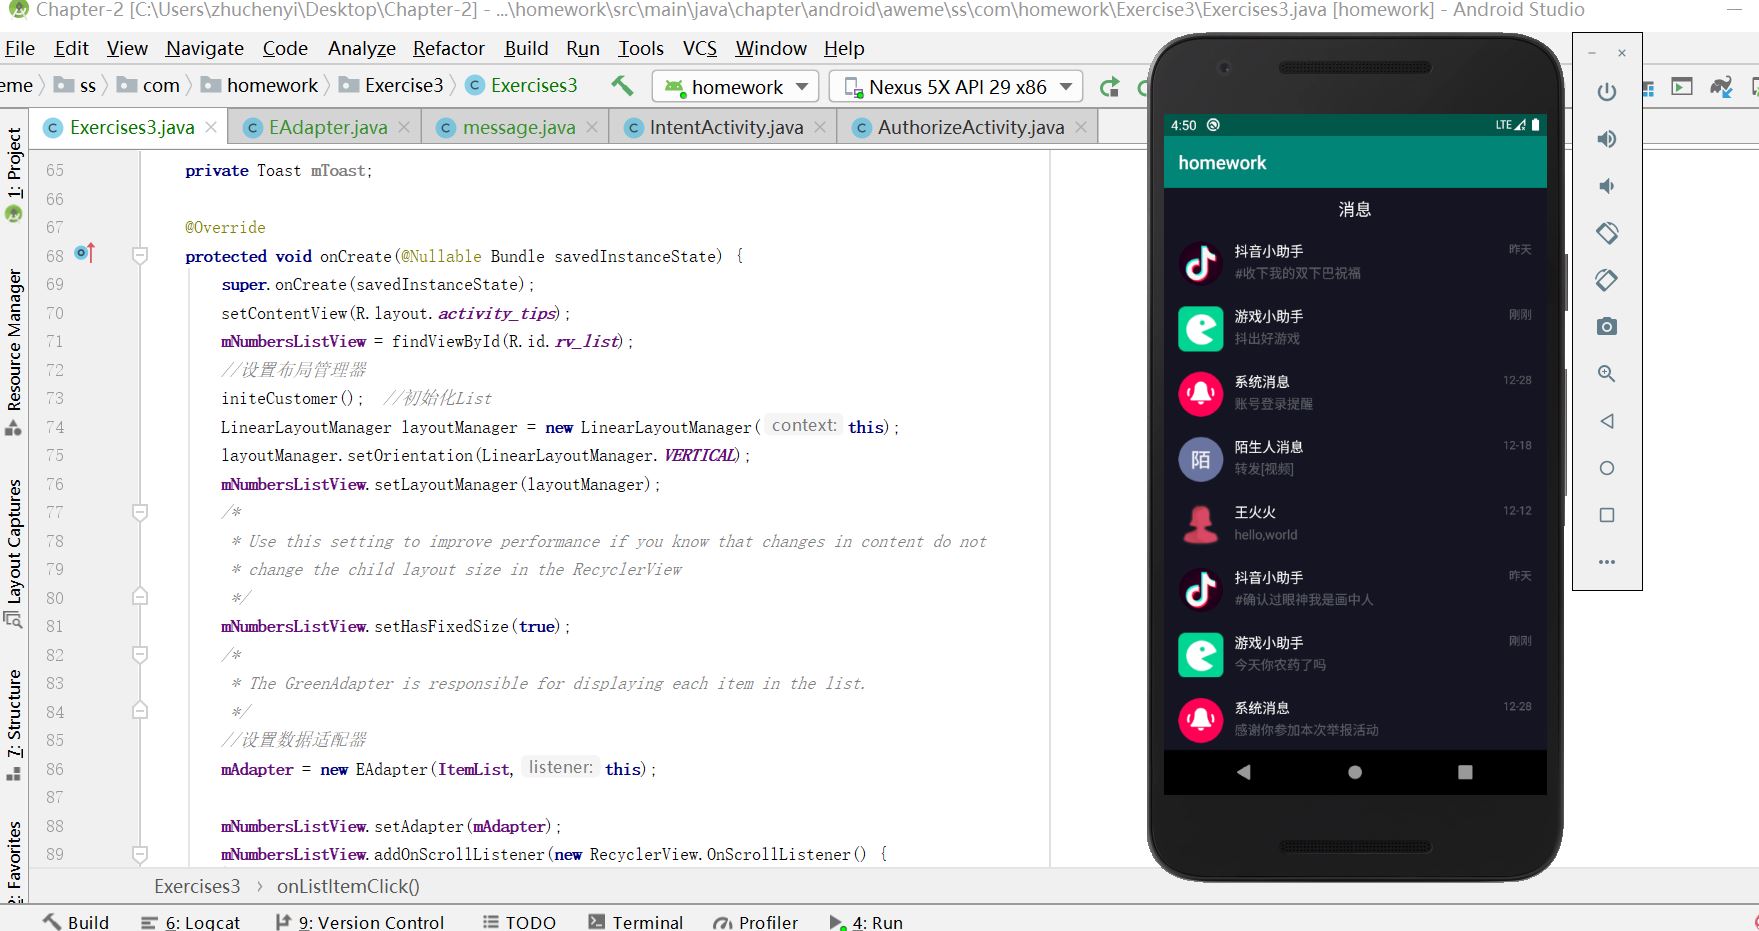 Chapter-2 [C:\Users\zhuchenyi\Desktop\Chapter-2] - ...\homework\src\main\java\chapter\android\aweme\ss\com\homework\Exercise3\Exercises3.java [homework] - Android Studio
File Edit View Navigate Code Analyze Refactor Build Run Tools VCS Window Help
eme ss com homework Exercise3 Exercises3 homework Nexus 5X API 29 x86
Exercises3.java EAdapter.java message.java IntentActivity.java AuthorizeActivity.java
1: Project
Resource Manager
Layout Captures
7: Structure
2: Favorites
65 private Toast mToast;
66
67 @Override
68 protected void onCreate(@Nullable Bundle savedInstanceState) {
69 super.onCreate(savedInstanceState);
70 setContentView(R.layout.activity_tips);
71 mNumbersListView = findViewById(R.id.rv_list);
72 //设置布局管理器
73 initeCustomer(); //初始化List
74 LinearLayoutManager layoutManager = new LinearLayoutManager( context: this);
75 layoutManager.setOrientation(LinearLayoutManager.VERTICAL);
76 mNumbersListView.setLayoutManager(layoutManager);
77 /*
78 * Use this setting to improve performance if you know that changes in content do not
79 * change the child layout size in the RecyclerView
80 */
81 mNumbersListView.setHasFixedSize(true);
82 /*
83 * The GreenAdapter is responsible for displaying each item in the list.
84 */
85 //设置数据适配器
86 mAdapter = new EAdapter(ItemList, listener: this);
87
88 mNumbersListView.setAdapter(mAdapter);
89 mNumbersListView.addOnScrollListener(new RecyclerView.OnScrollListener() {
Exercises3 › onListItemClick()
Build 6: Logcat 9: Version Control TODO Terminal Profiler 4: Run
4:50 LTE
homework
消息
抖音小助手 昨天
#收下我的双下巴祝福
游戏小助手 刚刚
抖出好游戏
系统消息 12-28
账号登录提醒
陌
陌生人消息 12-18
转发[视频]
王火火 12-12
hello,world
抖音小助手 昨天
#确认过眼神我是画中人
游戏小助手 刚刚
今天你农药了吗
系统消息 12-28
感谢你参加本次举报活动